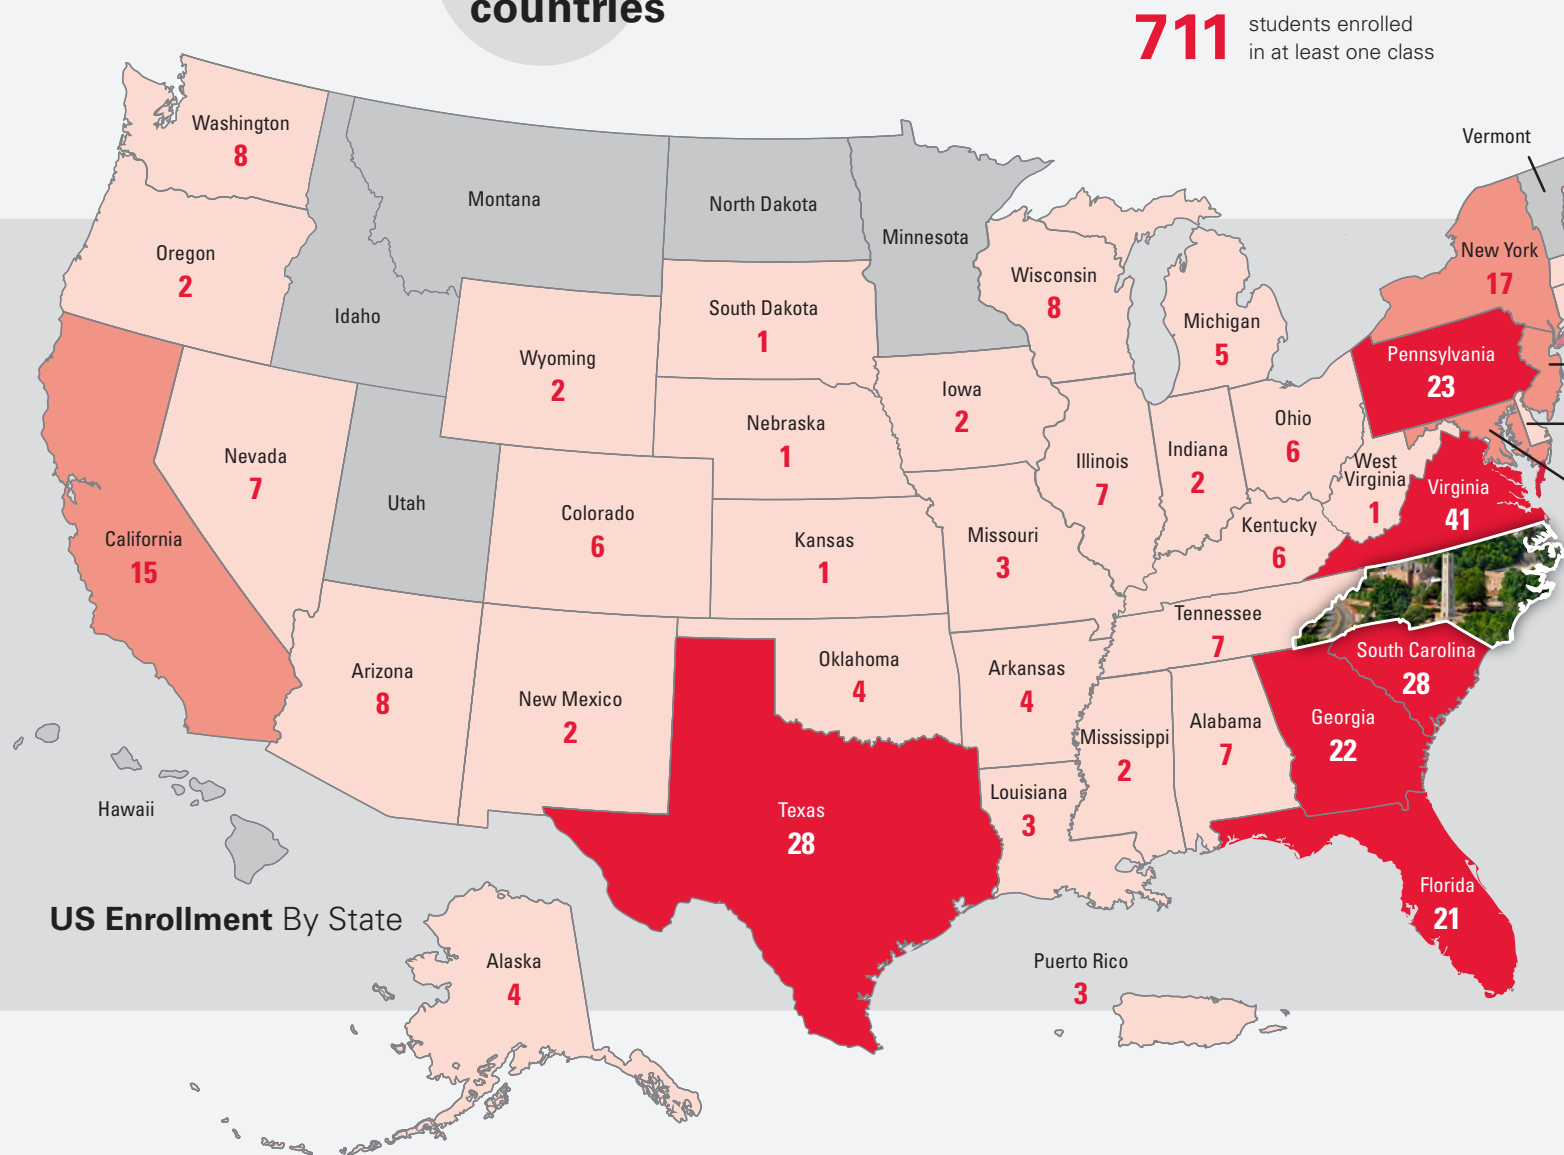 countries
711
students enrolled
in at least one class
Vermont
Washington
8
Montana
North Dakota
Minnesota
Oregon
2
Idaho
Wyoming
2
South Dakota
1
Wisconsin
8
Michigan
5
New York
17
Pennsylvania
23
Nebraska
1
Iowa
2
Illinois
7
Indiana
2
Ohio
6
West
Virginia
1
Virginia
41
Nevada
7
Utah
Colorado
6
Kansas
1
Missouri
3
Kentucky
6
California
15
Tennessee
7
South Carolina
28
Arizona
8
New Mexico
2
Oklahoma
4
Arkansas
4
Mississippi
2
Alabama
7
Georgia
22
Hawaii
Texas
28
Louisiana
3
Florida
21
US Enrollment By State
Alaska
4
Puerto Rico
3